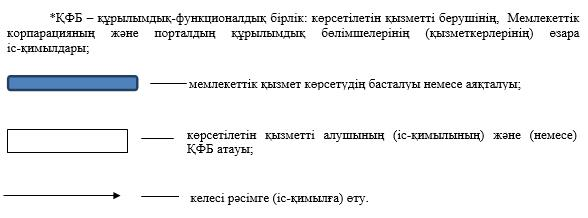 *ҚФБ – құрылымдық-функционалдық бірлік: көрсетілетін қызметті берушінің, Мемлекеттік
корпарацияның және порталдың құрылымдық бөлімшелерінің (қызметкерлерінің) өзара
іс-қимылдары;
мемлекеттік қызмет көрсетудің басталуы немесе аяқталуы;
көрсетілетін қызметті алушының (іс-қимылының) және (немесе)
ҚФБ атауы;
келесі рәсімге (іс-қимылға) өту.